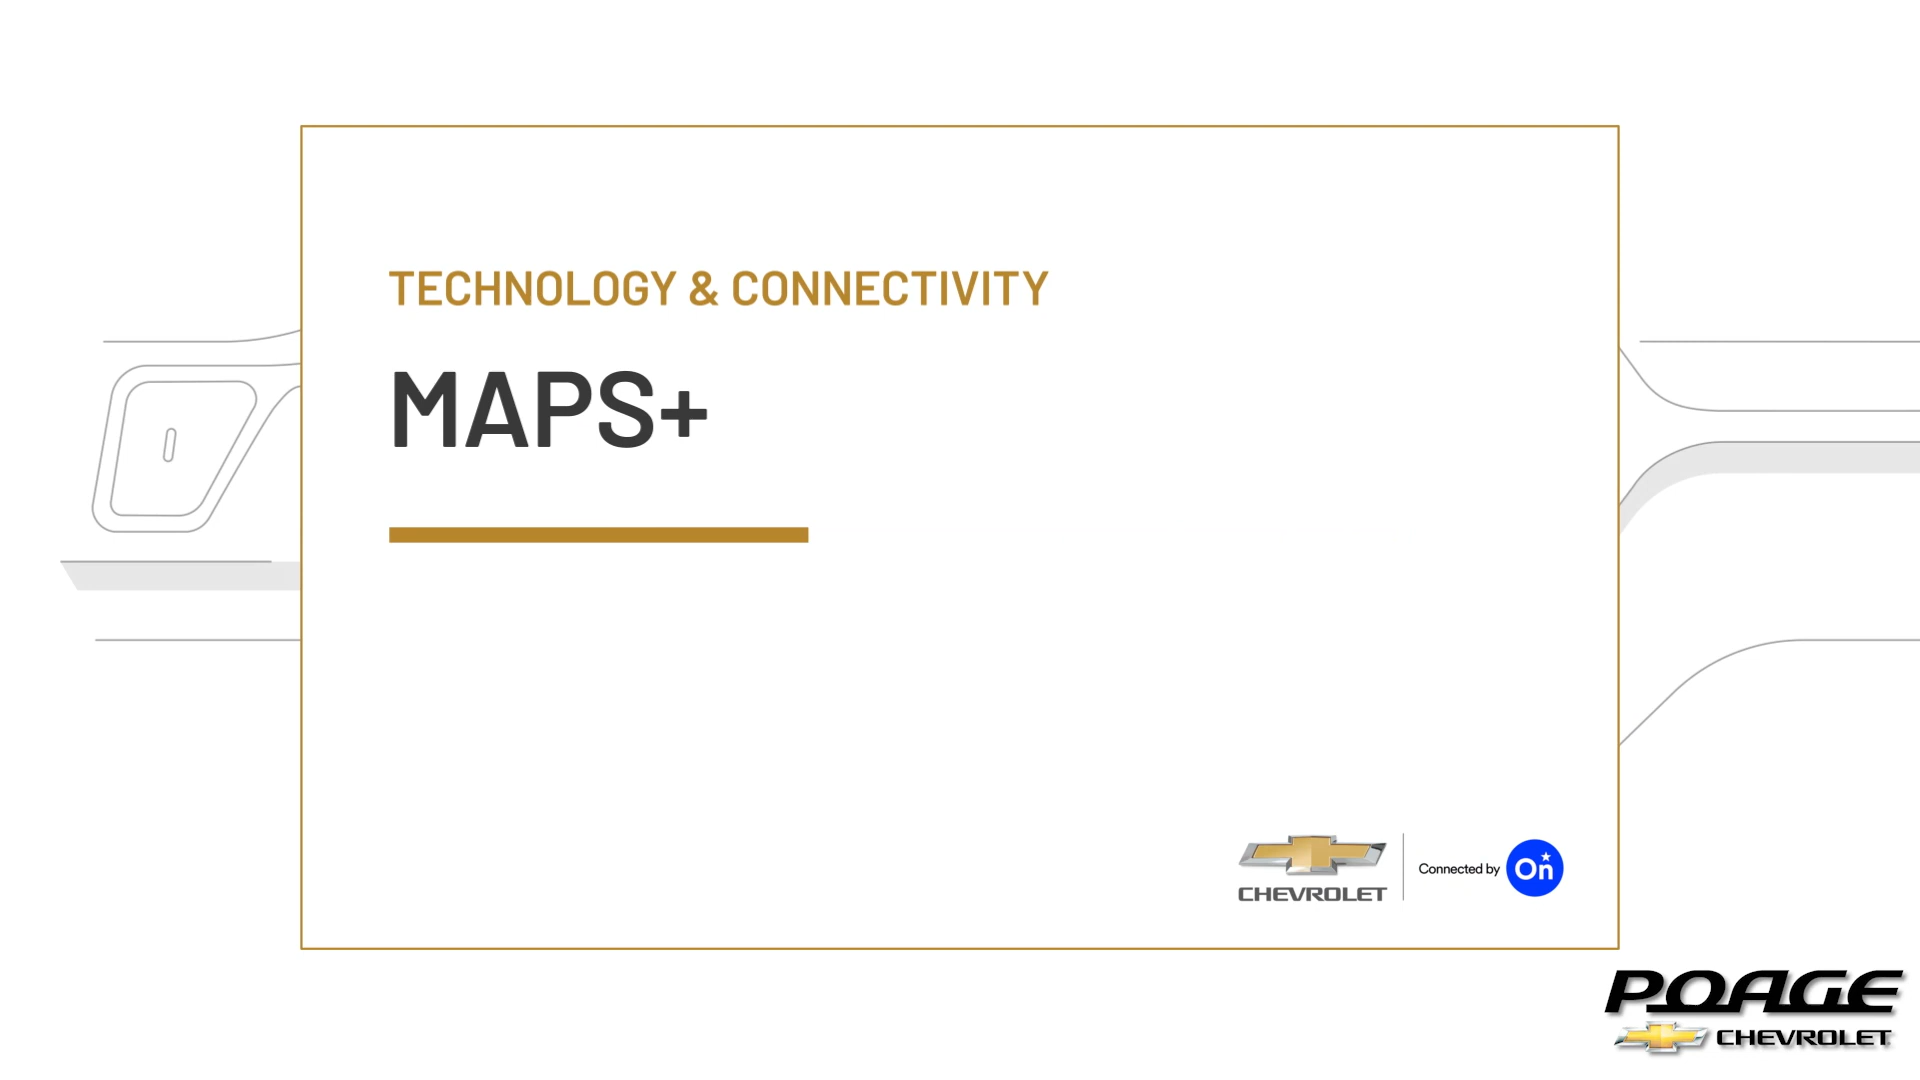 TECHNOLOGY & CONNECTIVITY
MAPS+
CHEVROLET
Connected by
On
POAGE
CHEVROLET